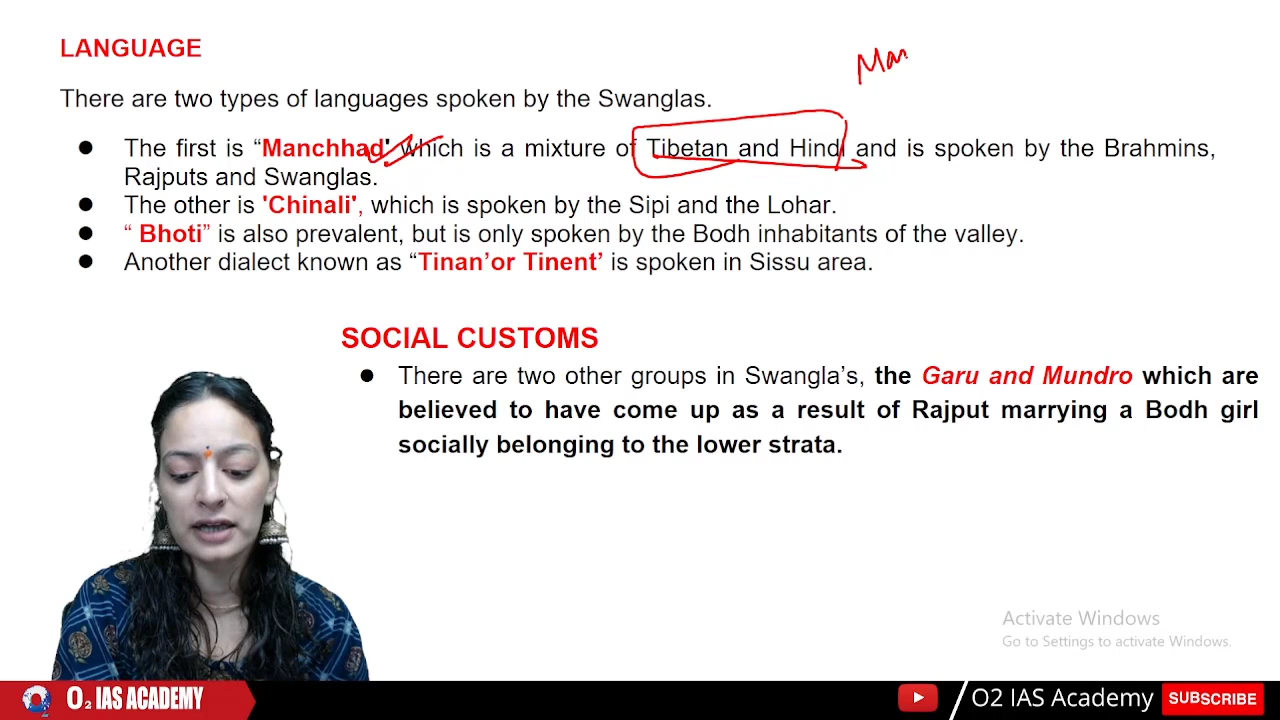 LANGUAGE
Man
There are two types of languages spoken by the Swanglas.
● The first is “Manchhad' which is a mixture of Tibetan and Hindi and is spoken by the Brahmins,
Rajputs and Swanglas.
● The other is 'Chinali', which is spoken by the Sipi and the Lohar.
● “ Bhoti” is also prevalent, but is only spoken by the Bodh inhabitants of the valley.
● Another dialect known as “Tinan’or Tinent’ is spoken in Sissu area.
SOCIAL CUSTOMS
● There are two other groups in Swangla’s, the Garu and Mundro which are
believed to have come up as a result of Rajput marrying a Bodh girl
socially belonging to the lower strata.
Activate Windows
Go to Settings to activate Windows.
O2 IAS ACADEMY
O2 IAS Academy SUBSCRIBE